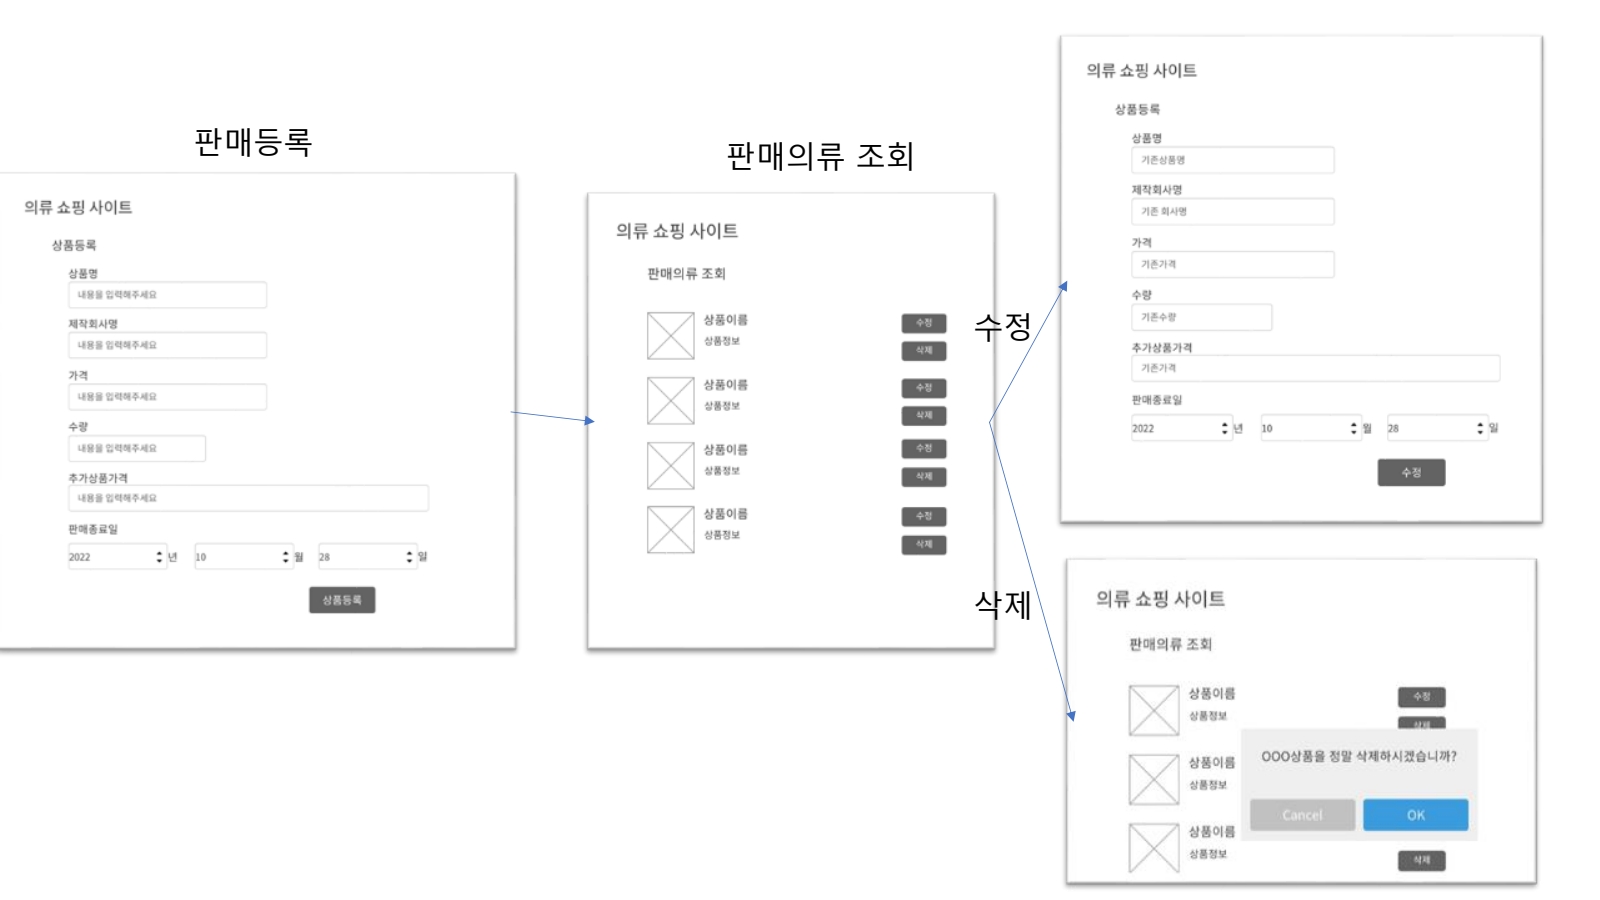 판매등록
의류 쇼핑 사이트
상품등록
상품명
내용을 입력해주세요
제작회사명
내용을 입력해주세요
가격
내용을 입력해주세요
수량
내용을 입력해주세요
추가상품가격
내용을 입력해주세요
판매종료일
2022 년 10 월 28 일
상품등록
판매의류 조회
의류 쇼핑 사이트
판매의류 조회
상품이름
상품정보
수정
삭제
상품이름
상품정보
수정
삭제
상품이름
상품정보
수정
삭제
상품이름
상품정보
수정
삭제
수정
의류 쇼핑 사이트
상품등록
상품명
기존상품명
제작회사명
기존 회사명
가격
기존가격
수량
기존수량
추가상품가격
기존가격
판매종료일
2022 년 10 월 28 일
수정
삭제
의류 쇼핑 사이트
판매의류 조회
상품이름
상품정보
수정
삭제
상품이름
상품정보
OOO상품을 정말 삭제하시겠습니까?
Cancel OK
상품이름
상품정보
삭제